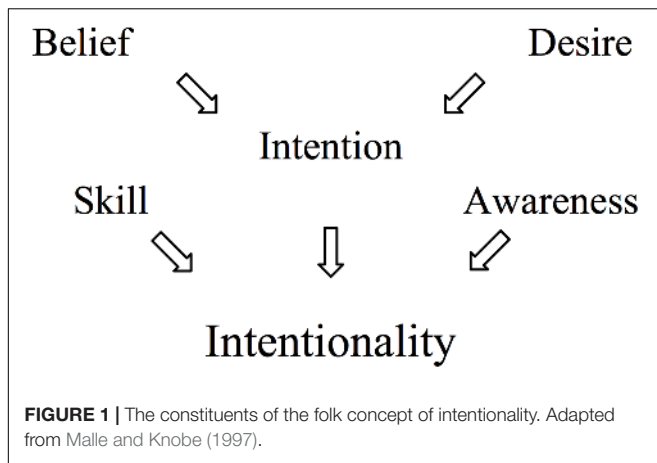 Belief Desire
Intention
Skill Awareness
Intentionality
FIGURE 1 | The constituents of the folk concept of intentionality. Adapted
from Malle and Knobe (1997).